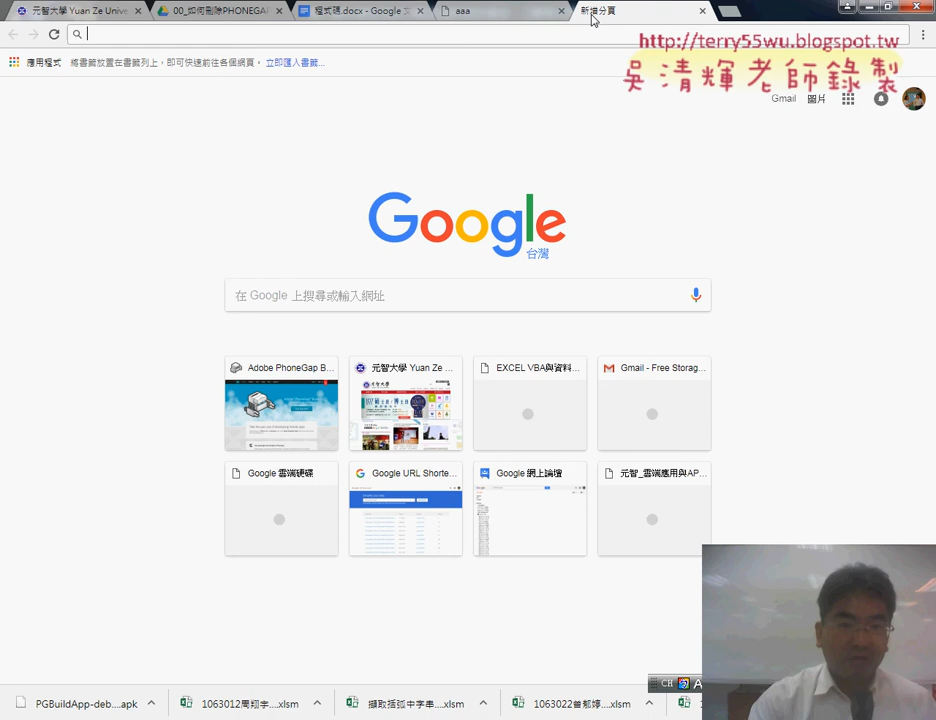 元智大學 Yuan Ze Unive
00_如何刪除PHONEGAP
程式碼.docx - Google 文
aaa
新增分頁
http://terry55wu.blogspot.tw
應用程式
將書籤放置在書籤列上，即可快速前往各個網頁。
立即匯入書籤...
吳清輝老師錄製
Gmail
圖片
Google
台灣
在 Google 上搜尋或輸入網址
Adobe PhoneGap B...
元智大學 Yuan Ze ...
EXCEL VBA與資料...
Gmail - Free Storag...
Google 雲端硬碟
Google URL Shorte...
Google 網上論壇
元智_雲端應用與AP...
CH
PGBuildApp-deb....apk
1063012周翊宇....xlsm
擷取括弧中字串....xlsm
1063022曾郁婷....xlsm